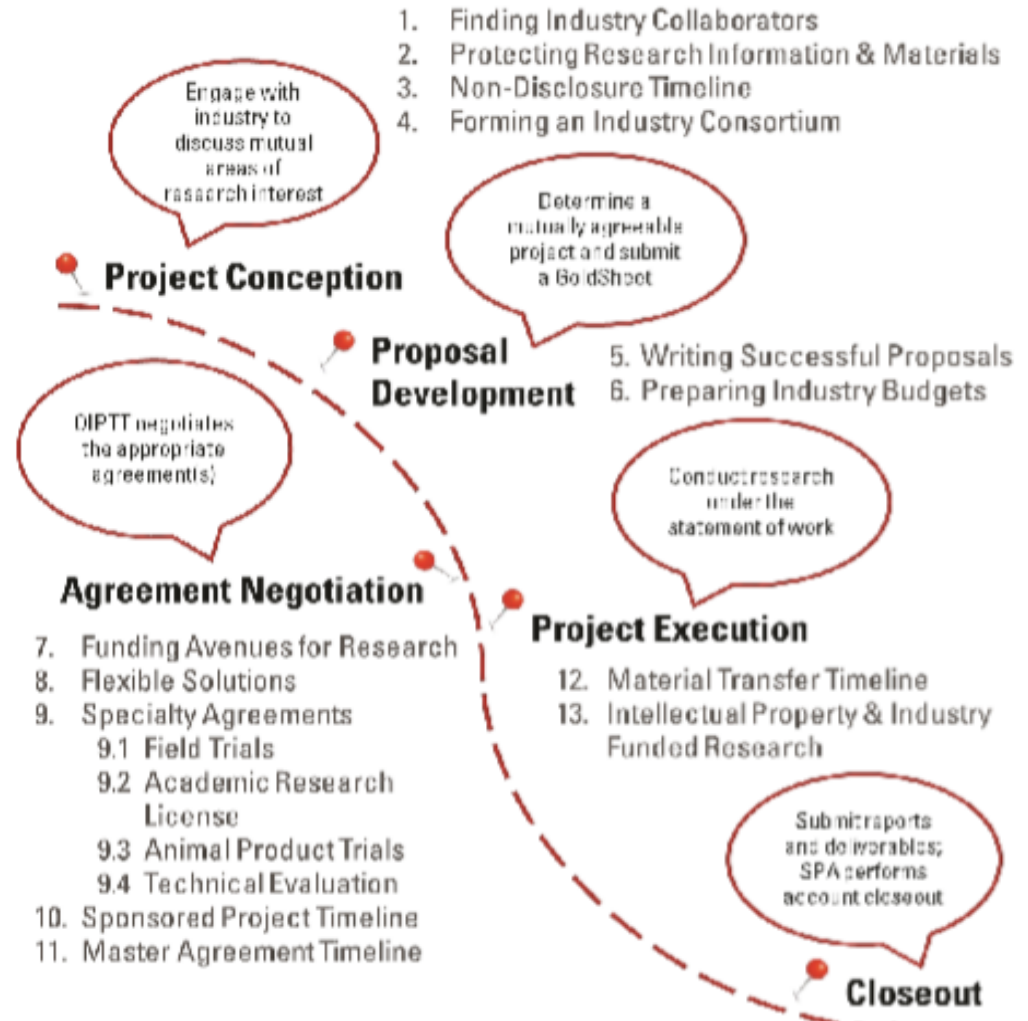 1. Finding Industry Collaborators
2. Protecting Research Information & Materials
3. Non-Disclosure Timeline
4. Forming an Industry Consortium
Engage with
industry to
discuss mutual
areas of
research interest
Project Conception
Determine a
mutually agreeable
project and submit
a GoldSheet
Proposal
Development
5. Writing Successful Proposals
6. Preparing Industry Budgets
OIPTT negotiates
the appropriate
agreement(s)
Agreement Negotiation
7. Funding Avenues for Research
8. Flexible Solutions
9. Specialty Agreements
9.1 Field Trials
9.2 Academic Research
License
9.3 Animal Product Trials
9.4 Technical Evaluation
10. Sponsored Project Timeline
11. Master Agreement Timeline
Conduct research
under the
statement of work
Project Execution
12. Material Transfer Timeline
13. Intellectual Property & Industry
Funded Research
Submit reports
and deliverables;
SPA performs
account closeout
Closeout